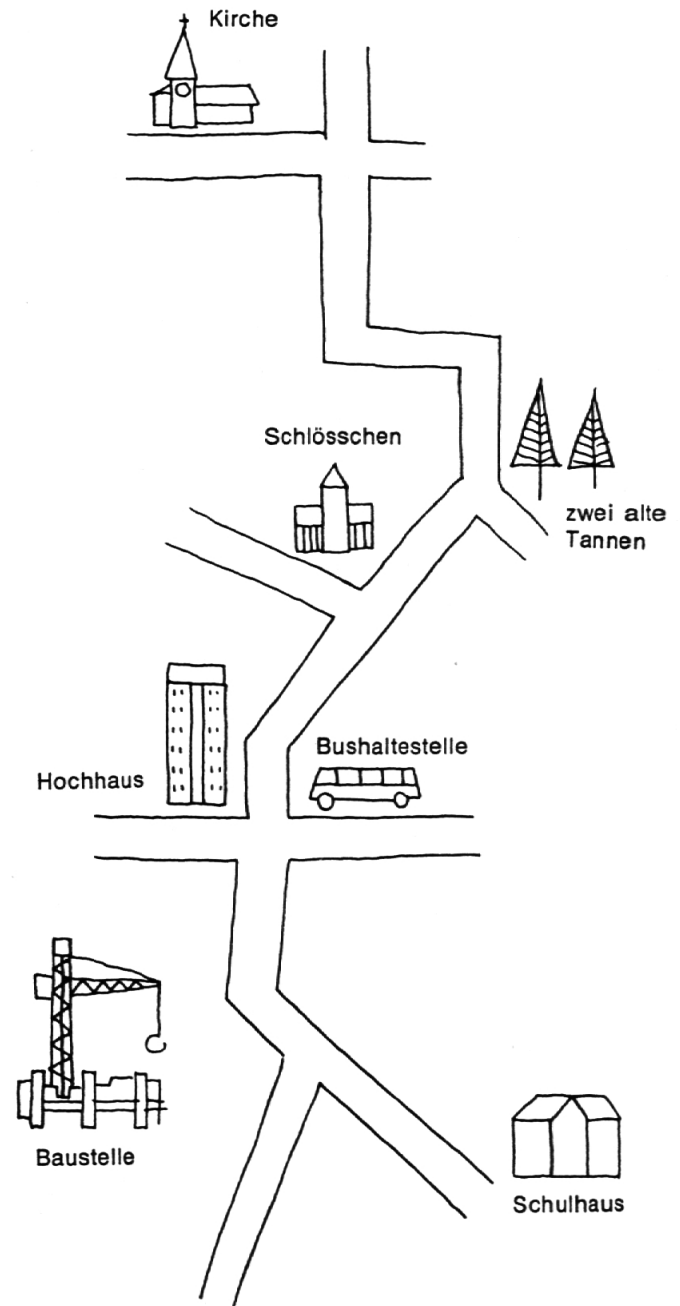 Kirche
Schlösschen
zwei alte
Tannen
Bushaltestelle
Hochhaus
Baustelle
Schulhaus